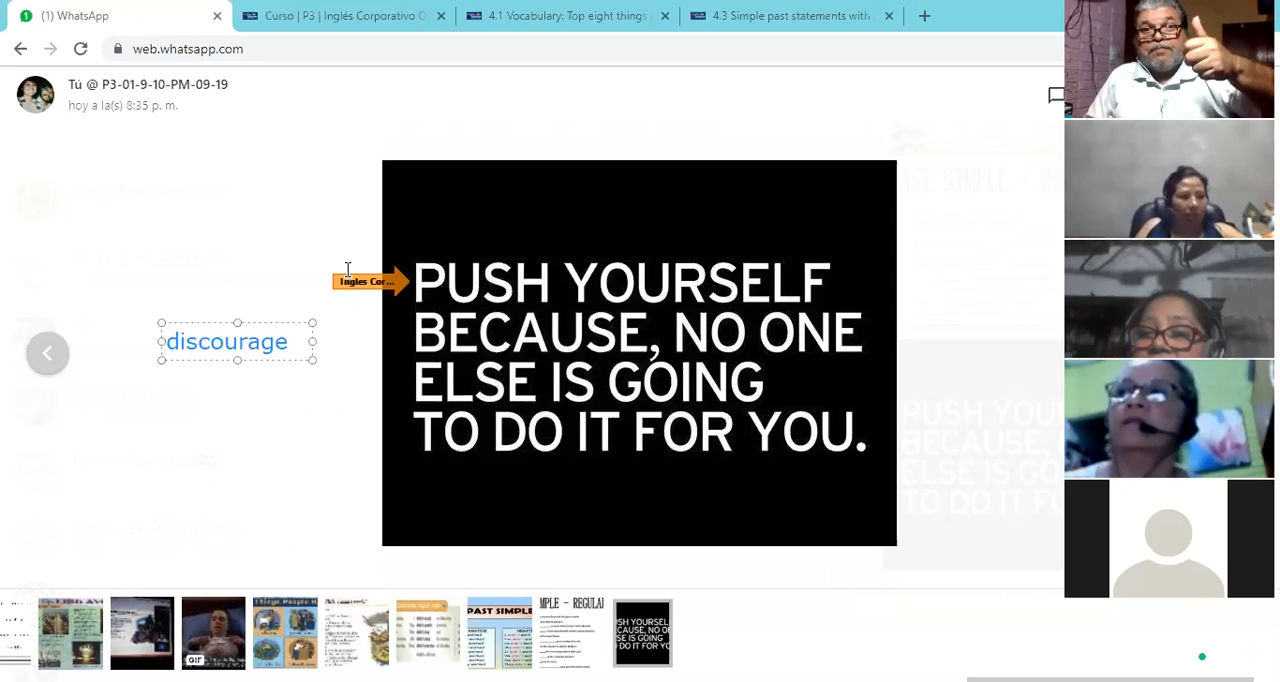 (1) WhatsApp
Curso | P3 | Inglés Corporativo O
4.1 Vocabulary: Top eight things
4.3 Simple past statements with
web.whatsapp.com
Tú @ P3-01-9-10-PM-09-19
hoy a la(s) 8:35 p. m.
Ingles Cor...
discourage
PUSH YOURSELF
BECAUSE, NO ONE
ELSE IS GOING
TO DO IT FOR YOU.
PAST SIMPLE
GIF